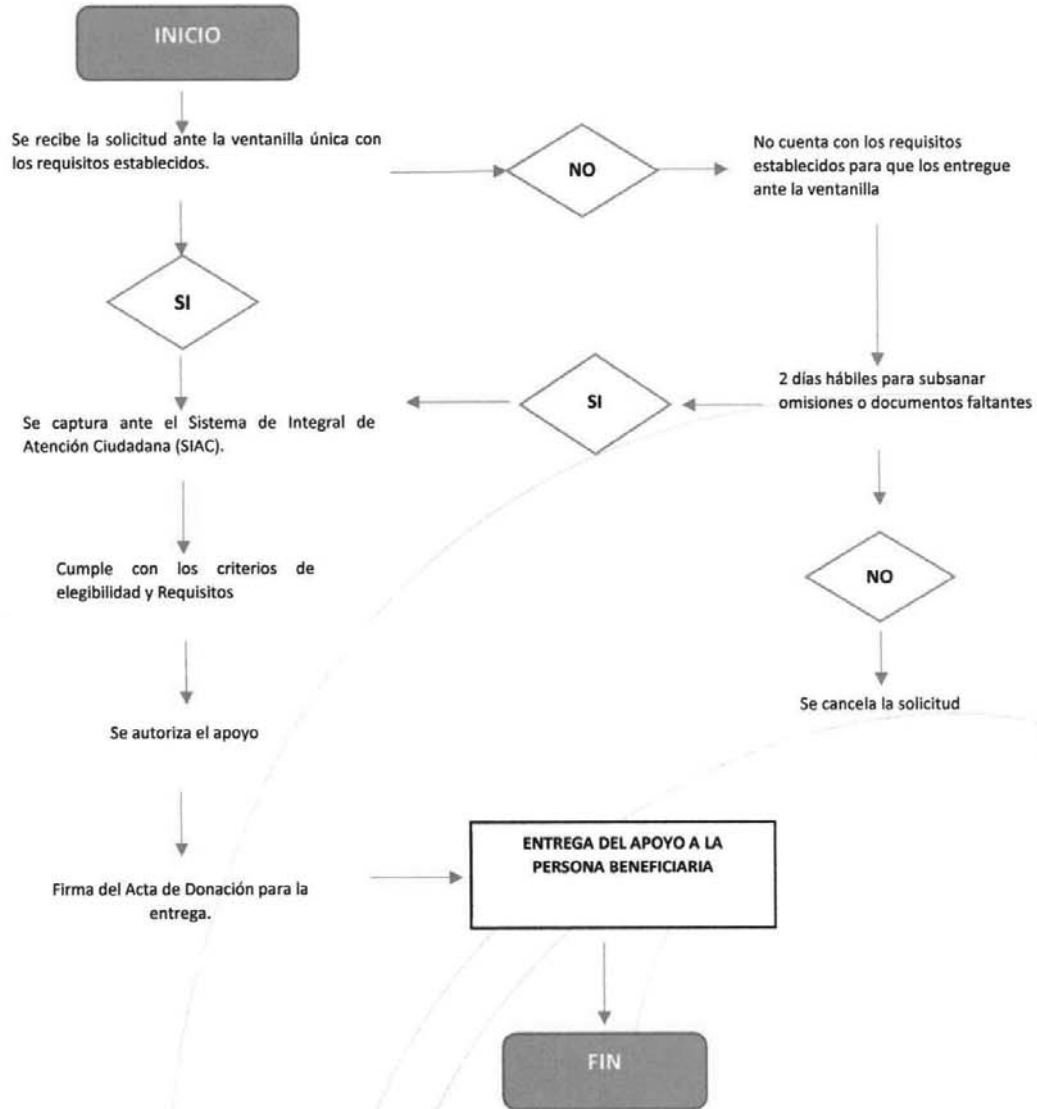 INICIO
Se recibe la solicitud ante la ventanilla única con
los requisitos establecidos.
NO
No cuenta con los requisitos
establecidos para que los entregue
ante la ventanilla
SI
SI
2 días hábiles para subsanar
omisiones o documentos faltantes
Se captura ante el Sistema de Integral de
Atención Ciudadana (SIAC).
Cumple con los criterios de
elegibilidad y Requisitos
NO
Se cancela la solicitud
Se autoriza el apoyo
Firma del Acta de Donación para la
entrega.
ENTREGA DEL APOYO A LA
PERSONA BENEFICIARIA
FIN